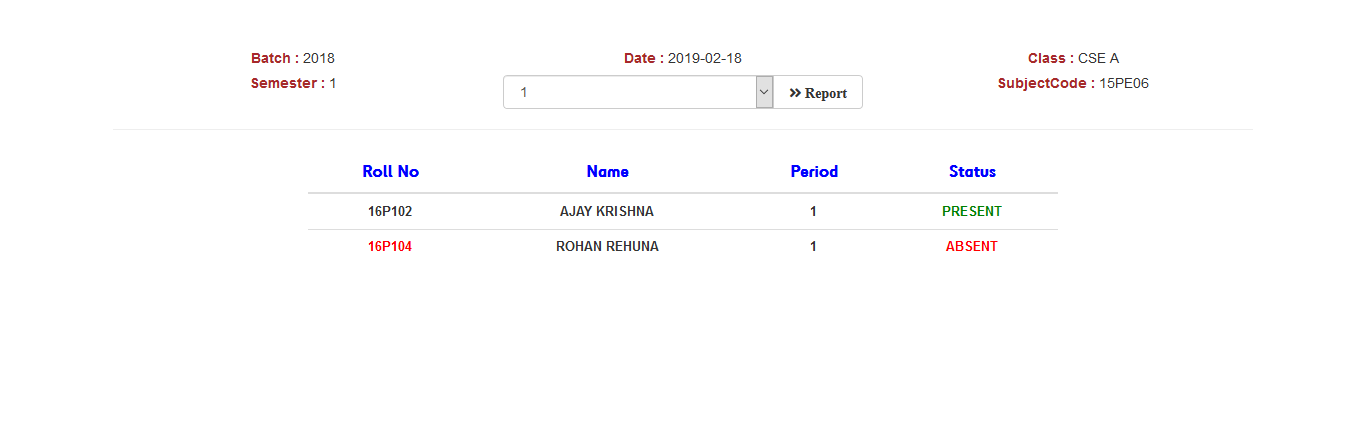 Batch : 2018 Date : 2019-02-18 Class : CSE A
Semester : 1 1 » Report SubjectCode : 15PE06
Roll No Name Period Status
16P102 AJAY KRISHNA 1 PRESENT
16P104 ROHAN REHUNA 1 ABSENT